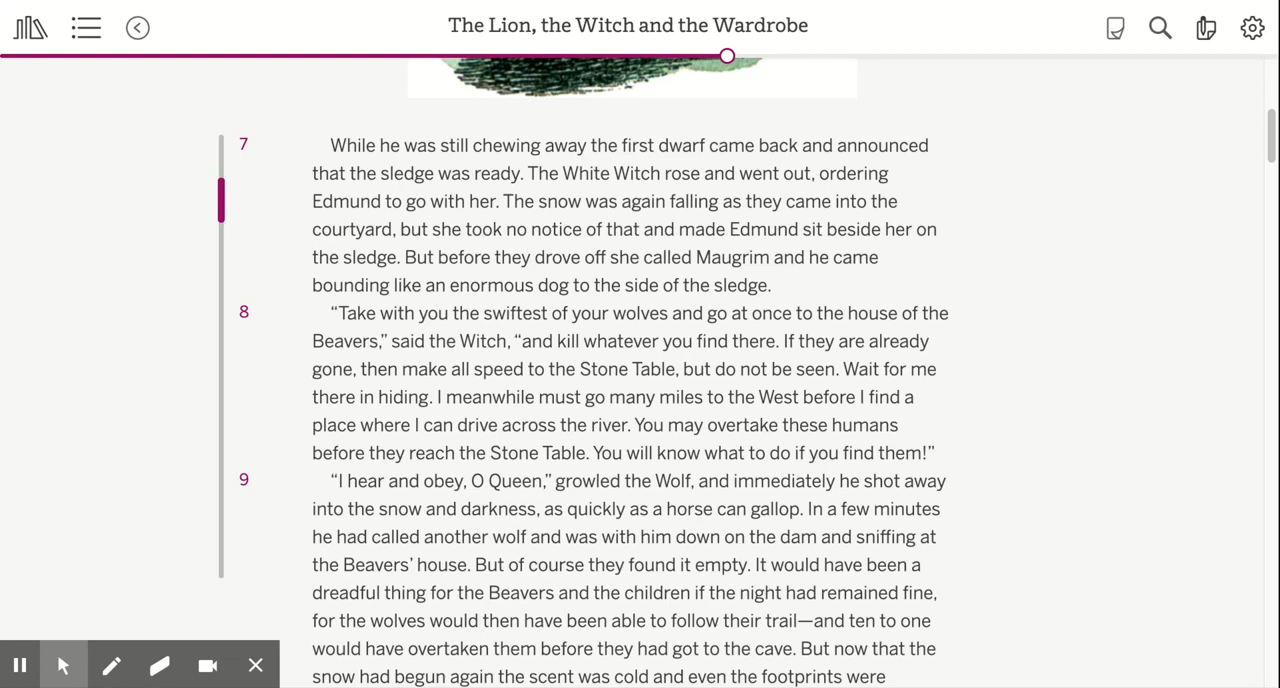 The Lion, the Witch and the Wardrobe
7
While he was still chewing away the first dwarf came back and announced
that the sledge was ready. The White Witch rose and went out, ordering
Edmund to go with her. The snow was again falling as they came into the
courtyard, but she took no notice of that and made Edmund sit beside her on
the sledge. But before they drove off she called Maugrim and he came
bounding like an enormous dog to the side of the sledge.
8
“Take with you the swiftest of your wolves and go at once to the house of the
Beavers,” said the Witch, “and kill whatever you find there. If they are already
gone, then make all speed to the Stone Table, but do not be seen. Wait for me
there in hiding. I meanwhile must go many miles to the West before I find a
place where I can drive across the river. You may overtake these humans
before they reach the Stone Table. You will know what to do if you find them!”
9
“I hear and obey, O Queen,” growled the Wolf, and immediately he shot away
into the snow and darkness, as quickly as a horse can gallop. In a few minutes
he had called another wolf and was with him down on the dam and sniffing at
the Beavers’ house. But of course they found it empty. It would have been a
dreadful thing for the Beavers and the children if the night had remained fine,
for the wolves would then have been able to follow their trail—and ten to one
would have overtaken them before they had got to the cave. But now that the
snow had begun again the scent was cold and even the footprints were